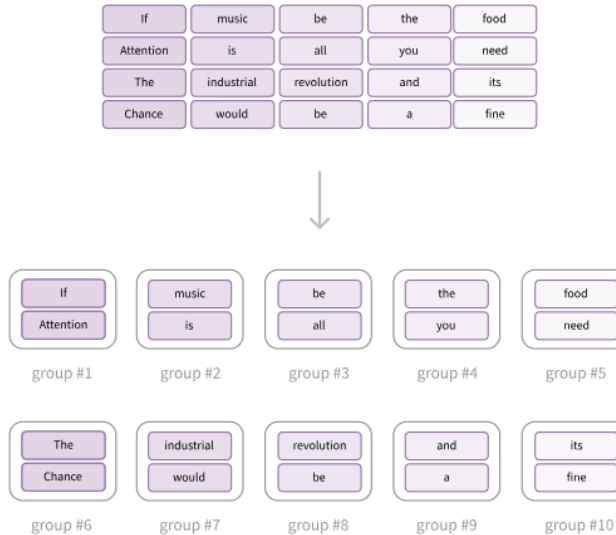 If music be the food
Attention is all you need
The industrial revolution and its
Chance would be a fine
If music be the food
Attention is all you need
group #1 group #2 group #3 group #4 group #5
The industrial revolution and its
Chance would be a fine
group #6 group #7 group #8 group #9 group #10